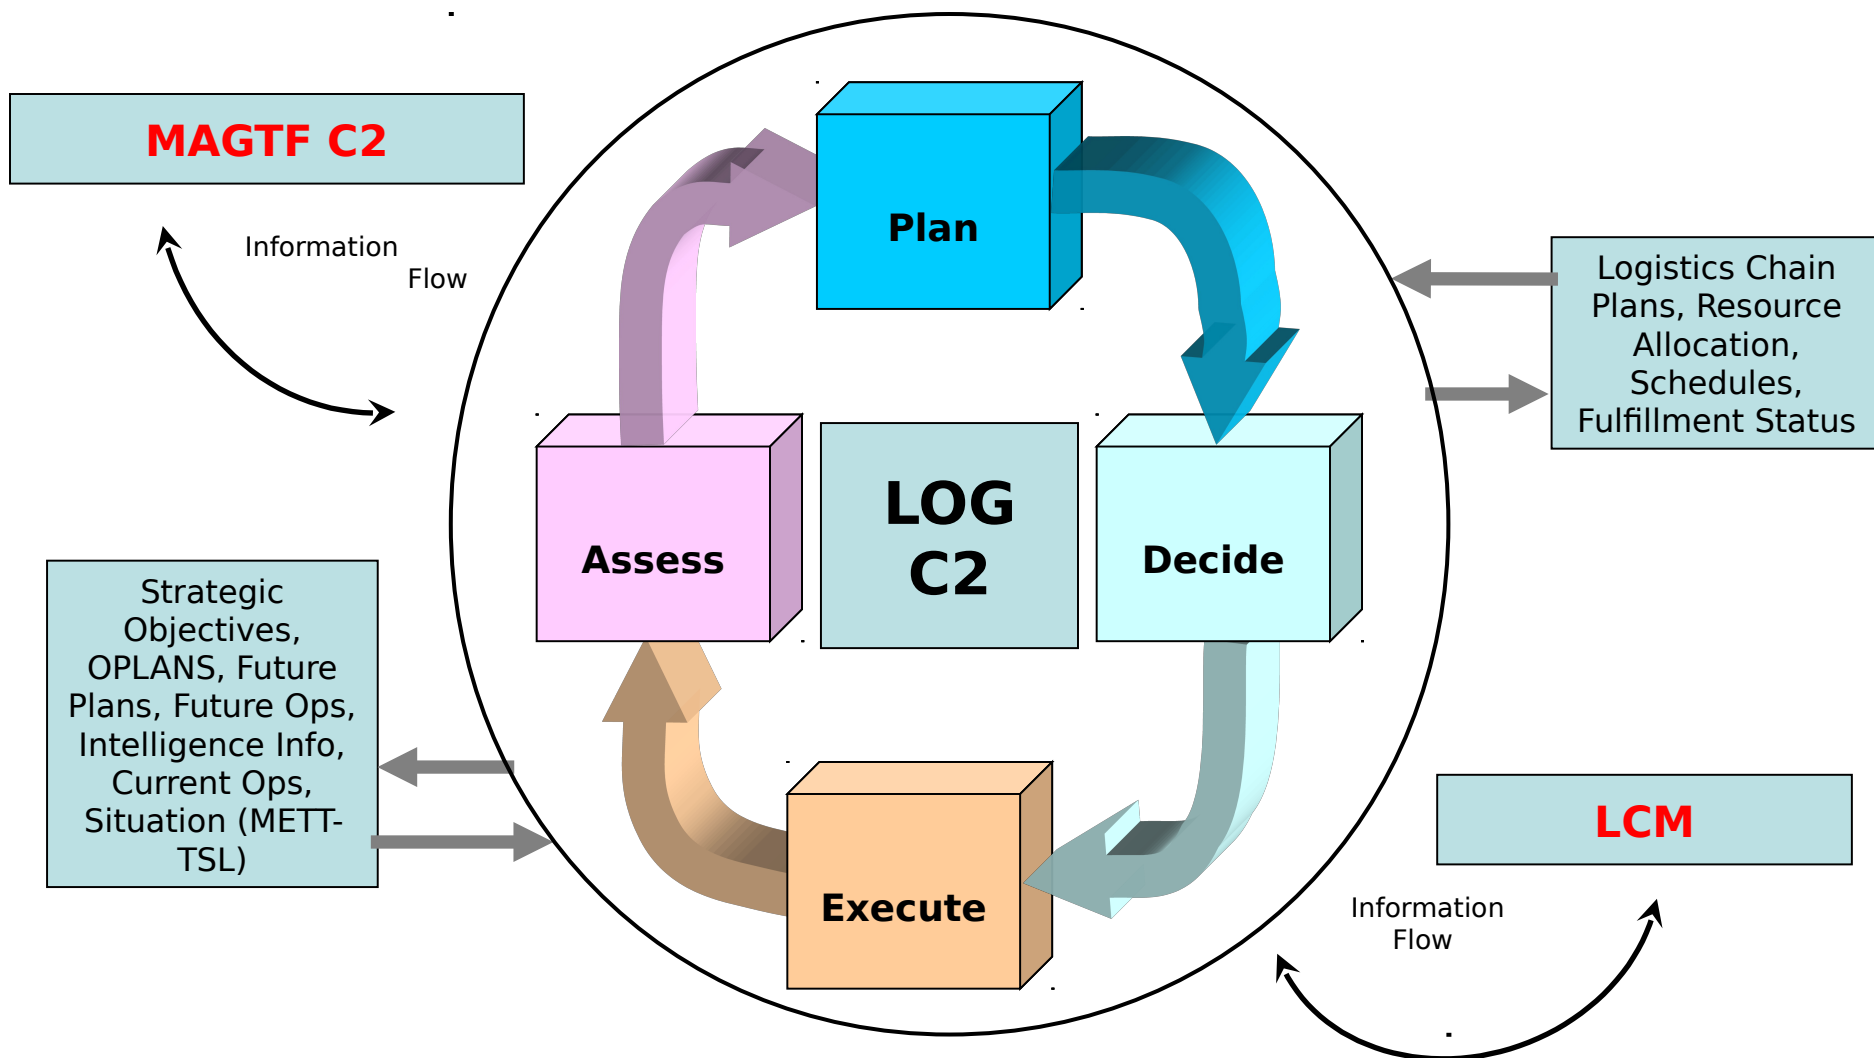 MAGTF C2
Information
Flow
Plan
Logistics Chain
Plans, Resource
Allocation,
Schedules,
Fulfillment Status
Assess
LOG
C2
Decide
Strategic
Objectives,
OPLANS, Future
Plans, Future Ops,
Intelligence Info,
Current Ops,
Situation (METT-
TSL)
Execute
LCM
Information
Flow